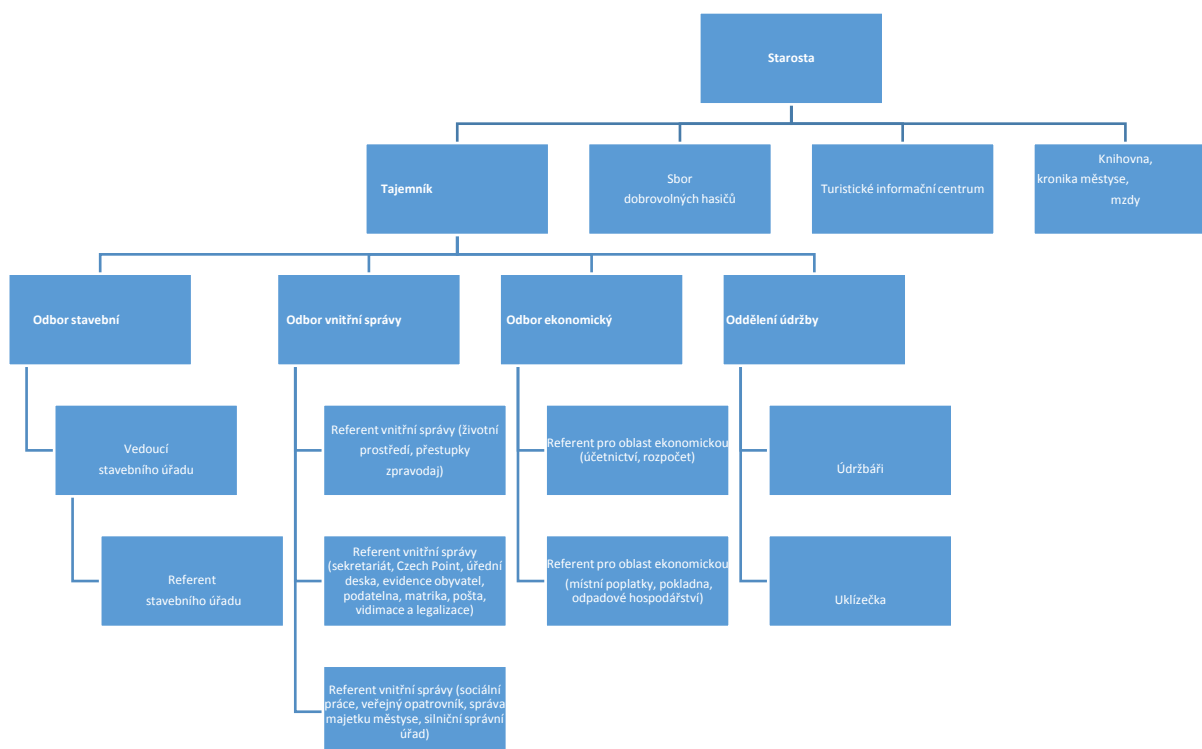 Starosta
Tajemník
Sbor
dobrovolných hasičů
Turistické informační centrum
Knihovna,
kronika městyse,
mzdy
Odbor stavební
Odbor vnitřní správy
Odbor ekonomický
Oddělení údržby
Vedoucí
stavebního úřadu
Referent vnitřní správy (životní
prostředí, přestupky
zpravodaj)
Referent pro oblast ekonomickou
(účetnictví, rozpočet)
Údržbáři
Referent
stavebního úřadu
Referent vnitřní správy
(sekretariát, Czech Point, úřední
deska, evidence obyvatel,
podatelna, matrika, pošta,
vidimace a legalizace)
Referent pro oblast ekonomickou
(místní poplatky, pokladna,
odpadové hospodářství)
Uklízečka
Referent vnitřní správy (sociální
práce, veřejný opatrovník, správa
majetku městyse, silniční správní
úřad)